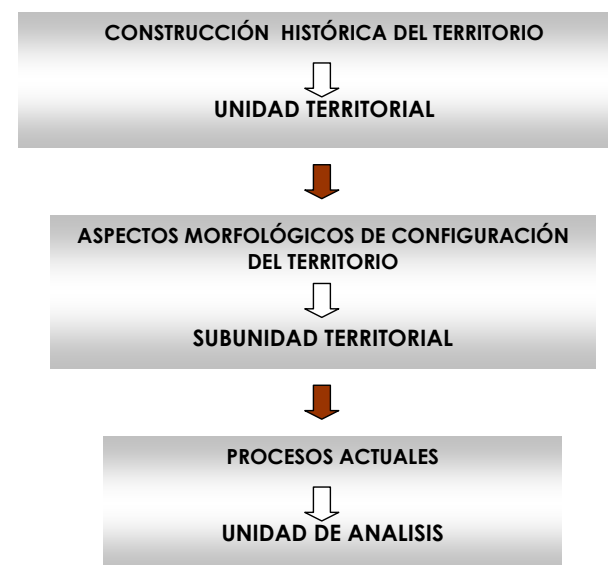 CONSTRUCCIÓN HISTÓRICA DEL TERRITORIO
UNIDAD TERRITORIAL
ASPECTOS MORFOLÓGICOS DE CONFIGURACIÓN
DEL TERRITORIO
SUBUNIDAD TERRITORIAL
PROCESOS ACTUALES
UNIDAD DE ANALISIS